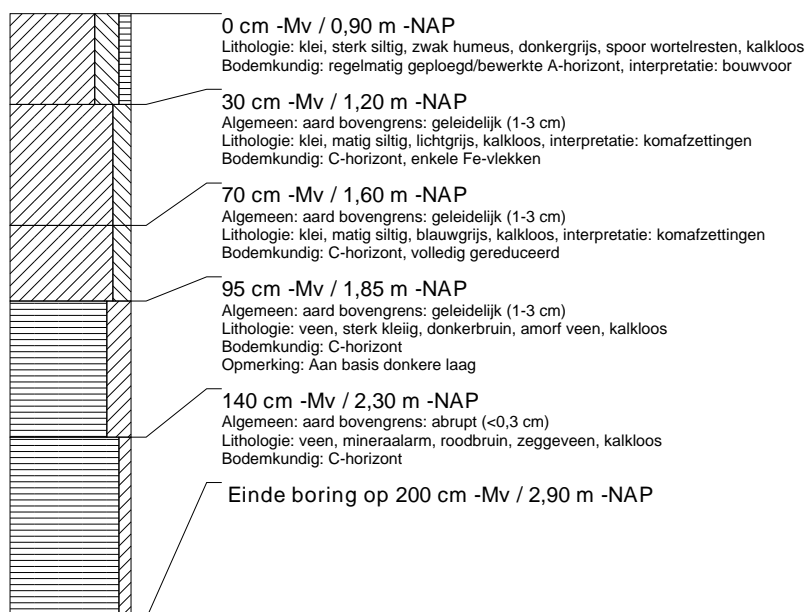 0 cm -Mv / 0,90 m -NAP
Lithologie: klei, sterk siltig, zwak humeus, donkergrijs, spoor wortelresten, kalkloos
Bodemkundig: regelmatig geploegd/bewerkte A-horizont, interpretatie: bouwvoor
30 cm -Mv / 1,20 m -NAP
Algemeen: aard bovengrens: geleidelijk (1-3 cm)
Lithologie: klei, matig siltig, lichtgrijs, kalkloos, interpretatie: komafzettingen
Bodemkundig: C-horizont, enkele Fe-vlekken
70 cm -Mv / 1,60 m -NAP
Algemeen: aard bovengrens: geleidelijk (1-3 cm)
Lithologie: klei, matig siltig, blauwgrijs, kalkloos, interpretatie: komafzettingen
Bodemkundig: C-horizont, volledig gereduceerd
95 cm -Mv / 1,85 m -NAP
Algemeen: aard bovengrens: geleidelijk (1-3 cm)
Lithologie: veen, sterk kleiig, donkerbruin, amorf veen, kalkloos
Bodemkundig: C-horizont
Opmerking: Aan basis donkere laag
140 cm -Mv / 2,30 m -NAP
Algemeen: aard bovengrens: abrupt (<0,3 cm)
Lithologie: veen, mineraalarm, roodbruin, zeggeveen, kalkloos
Bodemkundig: C-horizont
Einde boring op 200 cm -Mv / 2,90 m -NAP